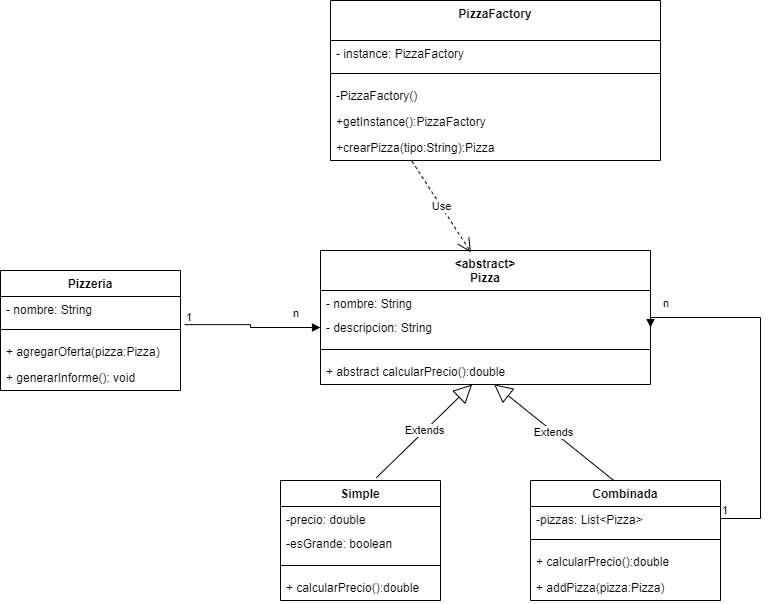 PizzaFactory
- instance: PizzaFactory
-PizzaFactory()
+getInstance():PizzaFactory
+crearPizza(tipo:String):Pizza
Use
<abstract>
Pizza
- nombre: String
- descripcion: String
+ abstract calcularPrecio():double
Pizzeria
- nombre: String
+ agregarOferta(pizza:Pizza)
+ generarInforme(): void
1
n
n
1
Extends
Extends
Simple
-precio: double
-esGrande: boolean
+ calcularPrecio():double
Combinada
-pizzas: List<Pizza>
+ calcularPrecio():double
+ addPizza(pizza:Pizza)